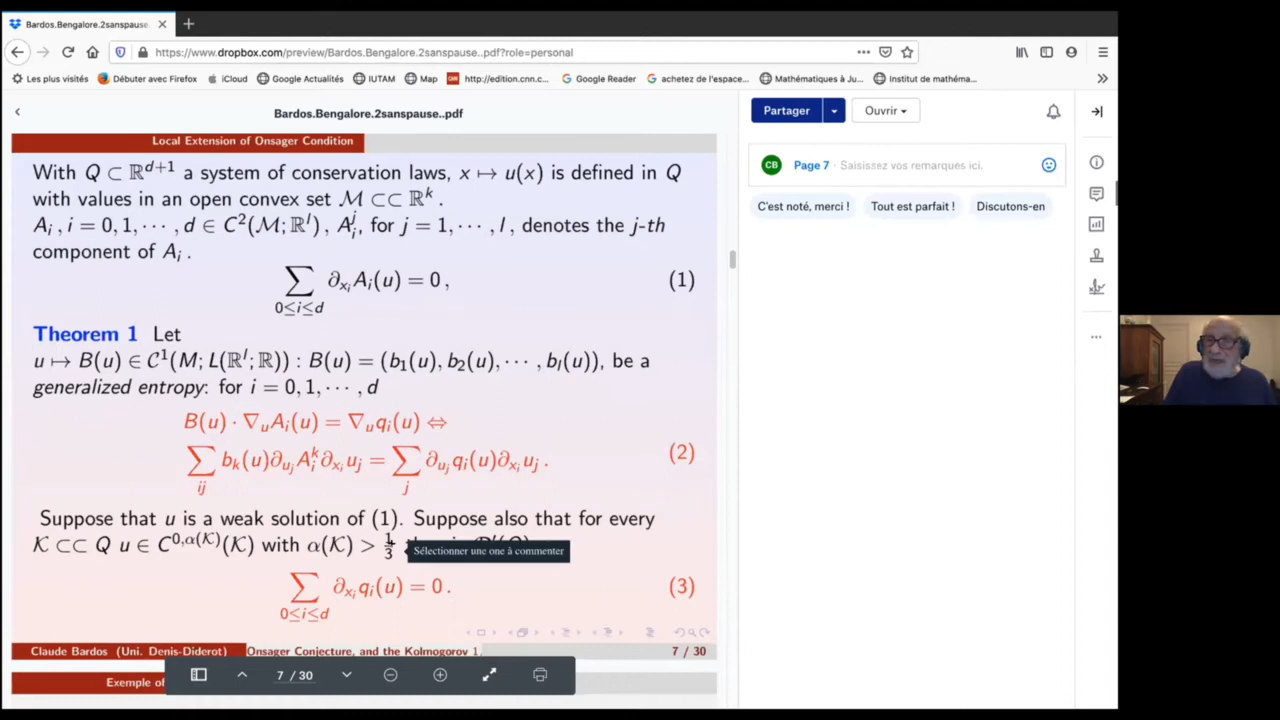 Bardos.Bengalore.2sanspause.
https://www.dropbox.com/preview/Bardos.Bengalore.2sanspause..pdf?role=personal
Les plus visités Débuter avec Firefox iCloud Google Actualités IUTAM Map http://edition.cnn.c... Google Reader achetez de l'espace... Mathématiques à Ju... Institut de mathéma...
Bardos.Bengalore.2sanspause..pdf
Partager Ouvrir
Local Extension of Onsager Condition
CB Page 7 Saisissez vos remarques ici.
C'est noté, merci ! Tout est parfait ! Discutons-en
With Q ⊂ ℝ^{d+1} a system of conservation laws, x ↦ u(x) is defined in Q
with values in an open convex set ℳ ⊂⊂ ℝ^k .
A_i , i = 0, 1, ⋯ , d ∈ C²(ℳ; ℝ^l) , A_i^j, for j = 1, ⋯ , l , denotes the j-th
component of A_i .
∑_{0≤i≤d} ∂_{x_i} A_i(u) = 0 , (1)
Theorem 1 Let
u ↦ B(u) ∈ 𝒞¹(M; L(ℝ^l; ℝ)) : B(u) = (b_1(u), b_2(u), ⋯ , b_l(u)), be a
generalized entropy: for i = 0, 1, ⋯ , d
B(u) · ∇_u A_i(u) = ∇_u q_i(u) ⇔
∑_{ij} b_k(u)∂_{u_j} A_i^k ∂_{x_i} u_j = ∑_j ∂_{u_j} q_i(u)∂_{x_i} u_j . (2)
Suppose that u is a weak solution of (1). Suppose also that for every
𝒦 ⊂⊂ Q u ∈ C^{0,α(𝒦)}(𝒦) with α(𝒦) > 1/3
Sélectionner une one à commenter
∑_{0≤i≤d} ∂_{x_i} q_i(u) = 0 . (3)
Claude Bardos (Uni. Denis-Diderot) Onsager Conjecture, and the Kolmogorov 1 7 / 30
7 / 30
Exemple of